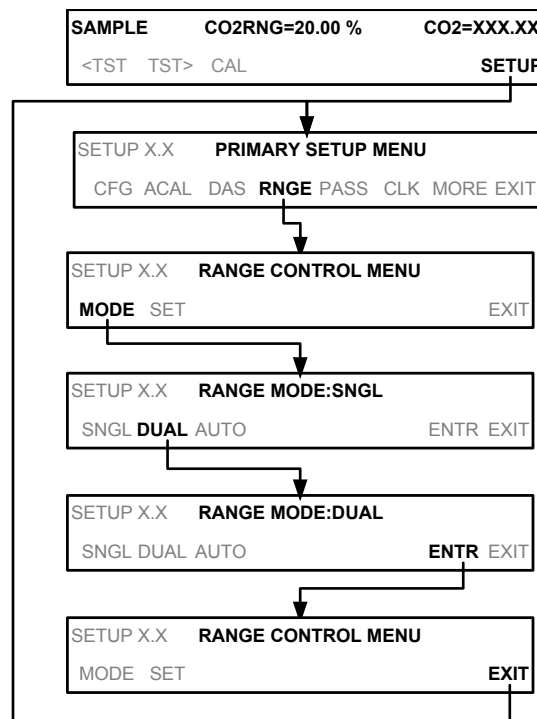 SAMPLE CO2RNG=20.00 % CO2=XXX.XX
<TST TST> CAL SETUP
SETUP X.X PRIMARY SETUP MENU
CFG ACAL DAS RNGE PASS CLK MORE EXIT
SETUP X.X RANGE CONTROL MENU
MODE SET EXIT
SETUP X.X RANGE MODE:SNGL
SNGL DUAL AUTO ENTR EXIT
SETUP X.X RANGE MODE:DUAL
SNGL DUAL AUTO ENTR EXIT
SETUP X.X RANGE CONTROL MENU
MODE SET EXIT